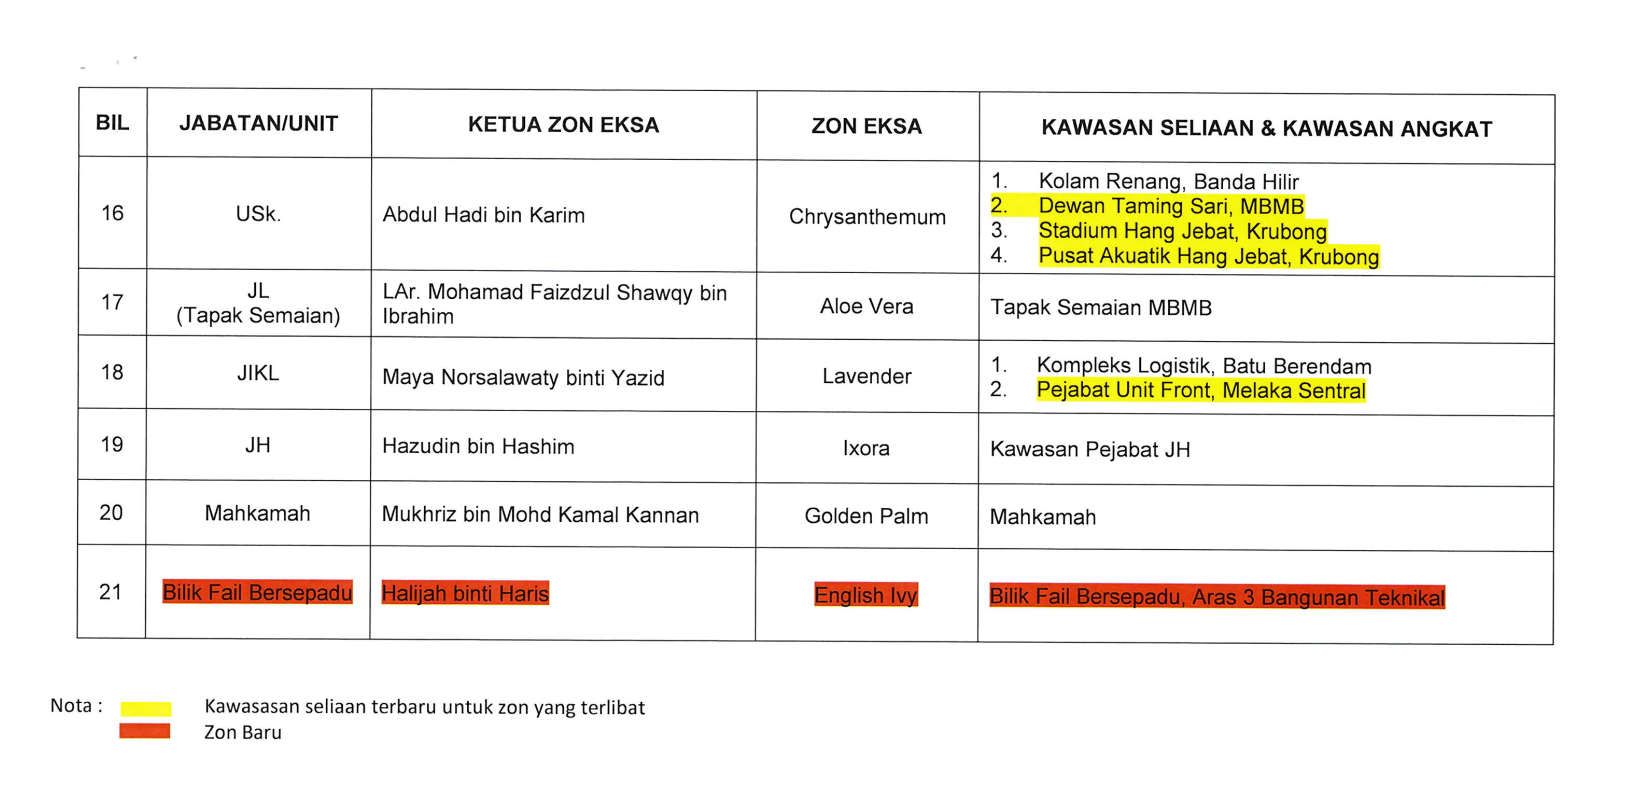 BIL JABATAN/UNIT KETUA ZON EKSA ZON EKSA KAWASAN SELIAAN & KAWASAN ANGKAT
16 USk. Abdul Hadi bin Karim Chrysanthemum
1. Kolam Renang, Banda Hilir
2. Dewan Taming Sari, MBMB
3. Stadium Hang Jebat, Krubong
4. Pusat Akuatik Hang Jebat, Krubong
17 JL
(Tapak Semaian)
LAr. Mohamad Faizdzul Shawqy bin
Ibrahim
Aloe Vera
Tapak Semaian MBMB
18 JIKL Maya Norsalawaty binti Yazid Lavender
1. Kompleks Logistik, Batu Berendam
2. Pejabat Unit Front, Melaka Sentral
19 JH Hazudin bin Hashim Ixora Kawasan Pejabat JH
20 Mahkamah Mukhriz bin Mohd Kamal Kannan Golden Palm Mahkamah
21 Bilik Fail Bersepadu Halijah binti Haris English Ivy Bilik Fail Bersepadu, Aras 3 Bangunan Teknikal
Nota : Kawasasan seliaan terbaru untuk zon yang terlibat
Zon Baru